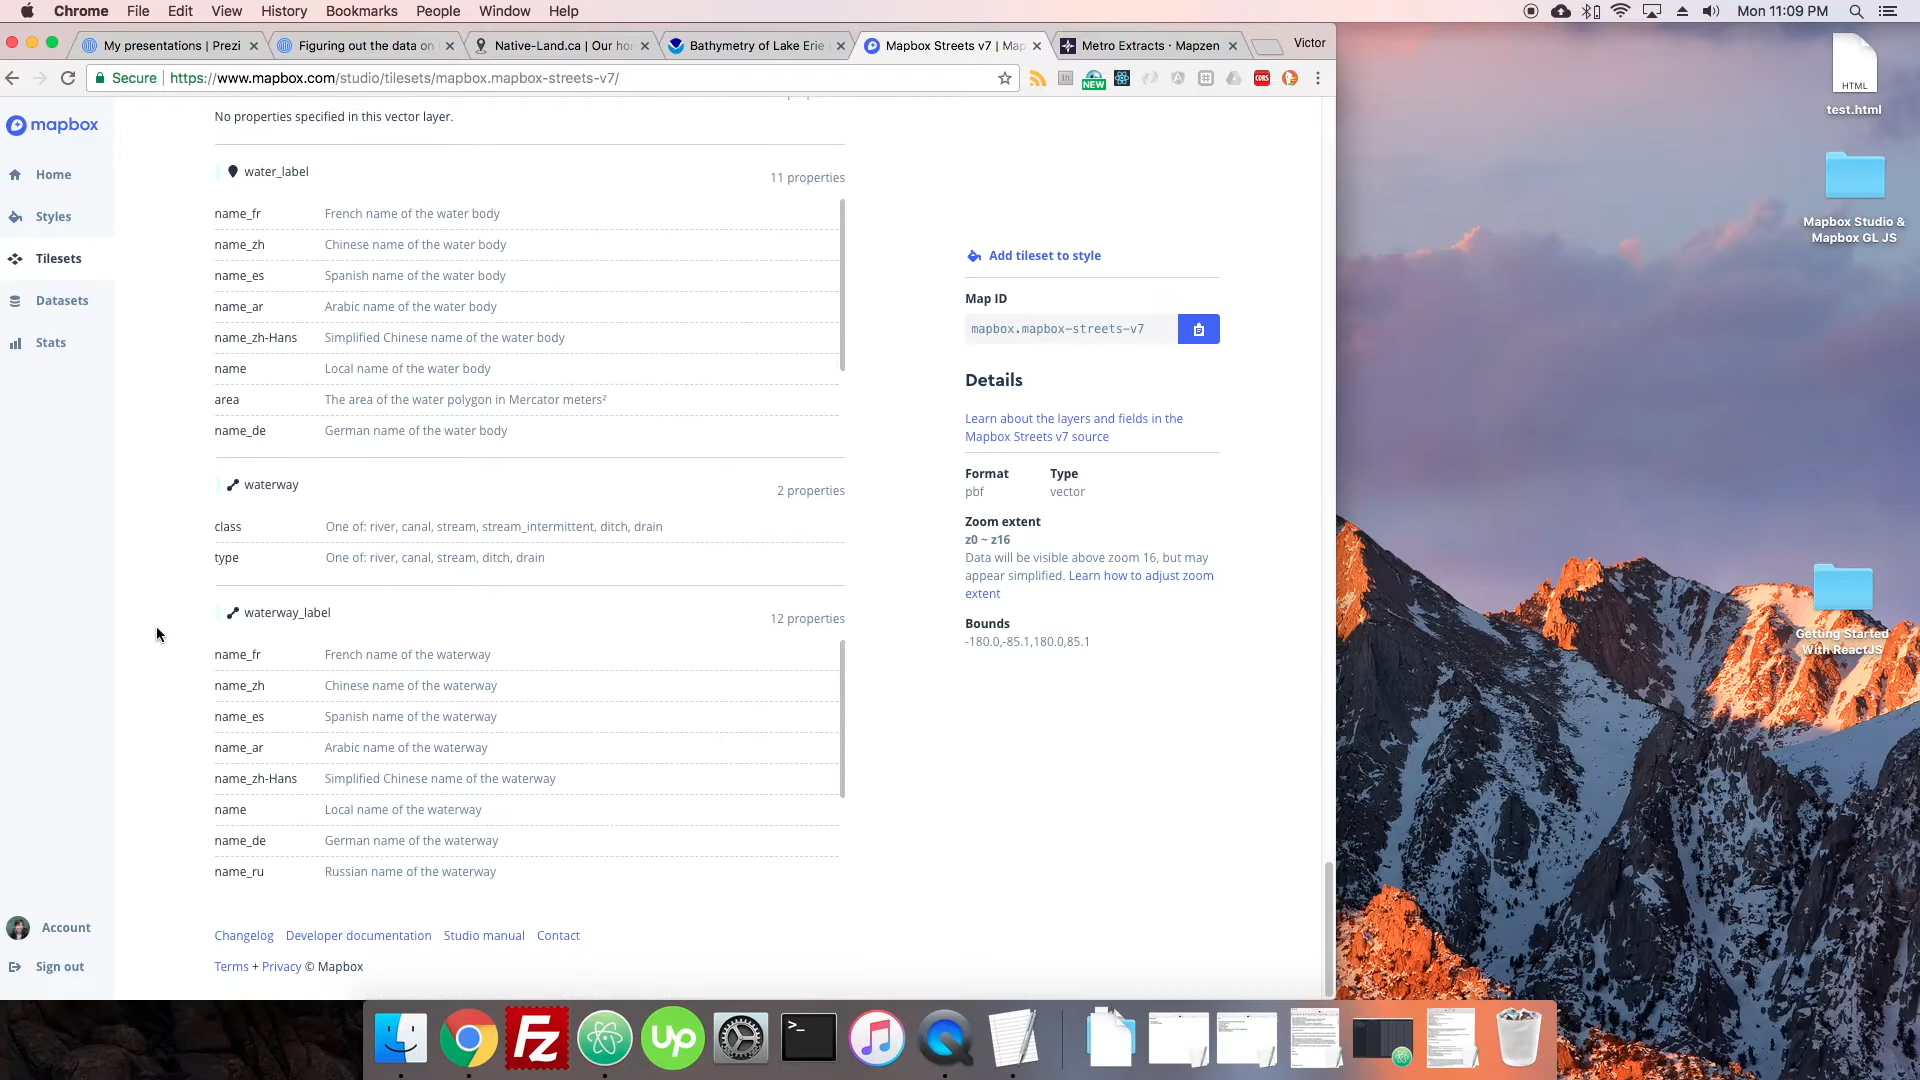 Chrome File Edit View History Bookmarks People Window Help
Mon 11:09 PM
My presentations | Prezi
Figuring out the data on
Native-Land.ca | Our ho
Bathymetry of Lake Erie
Mapbox Streets v7 | Map
Metro Extracts · Mapzen
Victor
Secure https://www.mapbox.com/studio/tilesets/mapbox.mapbox-streets-v7/
NEW
CORS
mapbox
Home
Styles
Tilesets
Datasets
Stats
Account
Sign out
No properties specified in this vector layer.
water_label 11 properties
name_fr French name of the water body
name_zh Chinese name of the water body
name_es Spanish name of the water body
name_ar Arabic name of the water body
name_zh-Hans Simplified Chinese name of the water body
name Local name of the water body
area The area of the water polygon in Mercator meters²
name_de German name of the water body
waterway 2 properties
class One of: river, canal, stream, stream_intermittent, ditch, drain
type One of: river, canal, stream, ditch, drain
waterway_label 12 properties
name_fr French name of the waterway
name_zh Chinese name of the waterway
name_es Spanish name of the waterway
name_ar Arabic name of the waterway
name_zh-Hans Simplified Chinese name of the waterway
name Local name of the waterway
name_de German name of the waterway
name_ru Russian name of the waterway
Changelog Developer documentation Studio manual Contact
Terms + Privacy © Mapbox
Add tileset to style
Map ID
mapbox.mapbox-streets-v7
Details
Learn about the layers and fields in the
Mapbox Streets v7 source
Format Type
pbf vector
Zoom extent
z0 ~ z16
Data will be visible above zoom 16, but may
appear simplified. Learn how to adjust zoom
extent
Bounds
-180.0,-85.1,180.0,85.1
HTML
test.html
Mapbox Studio &
Mapbox GL JS
Getting Started
With ReactJS
Fz
Up
>_